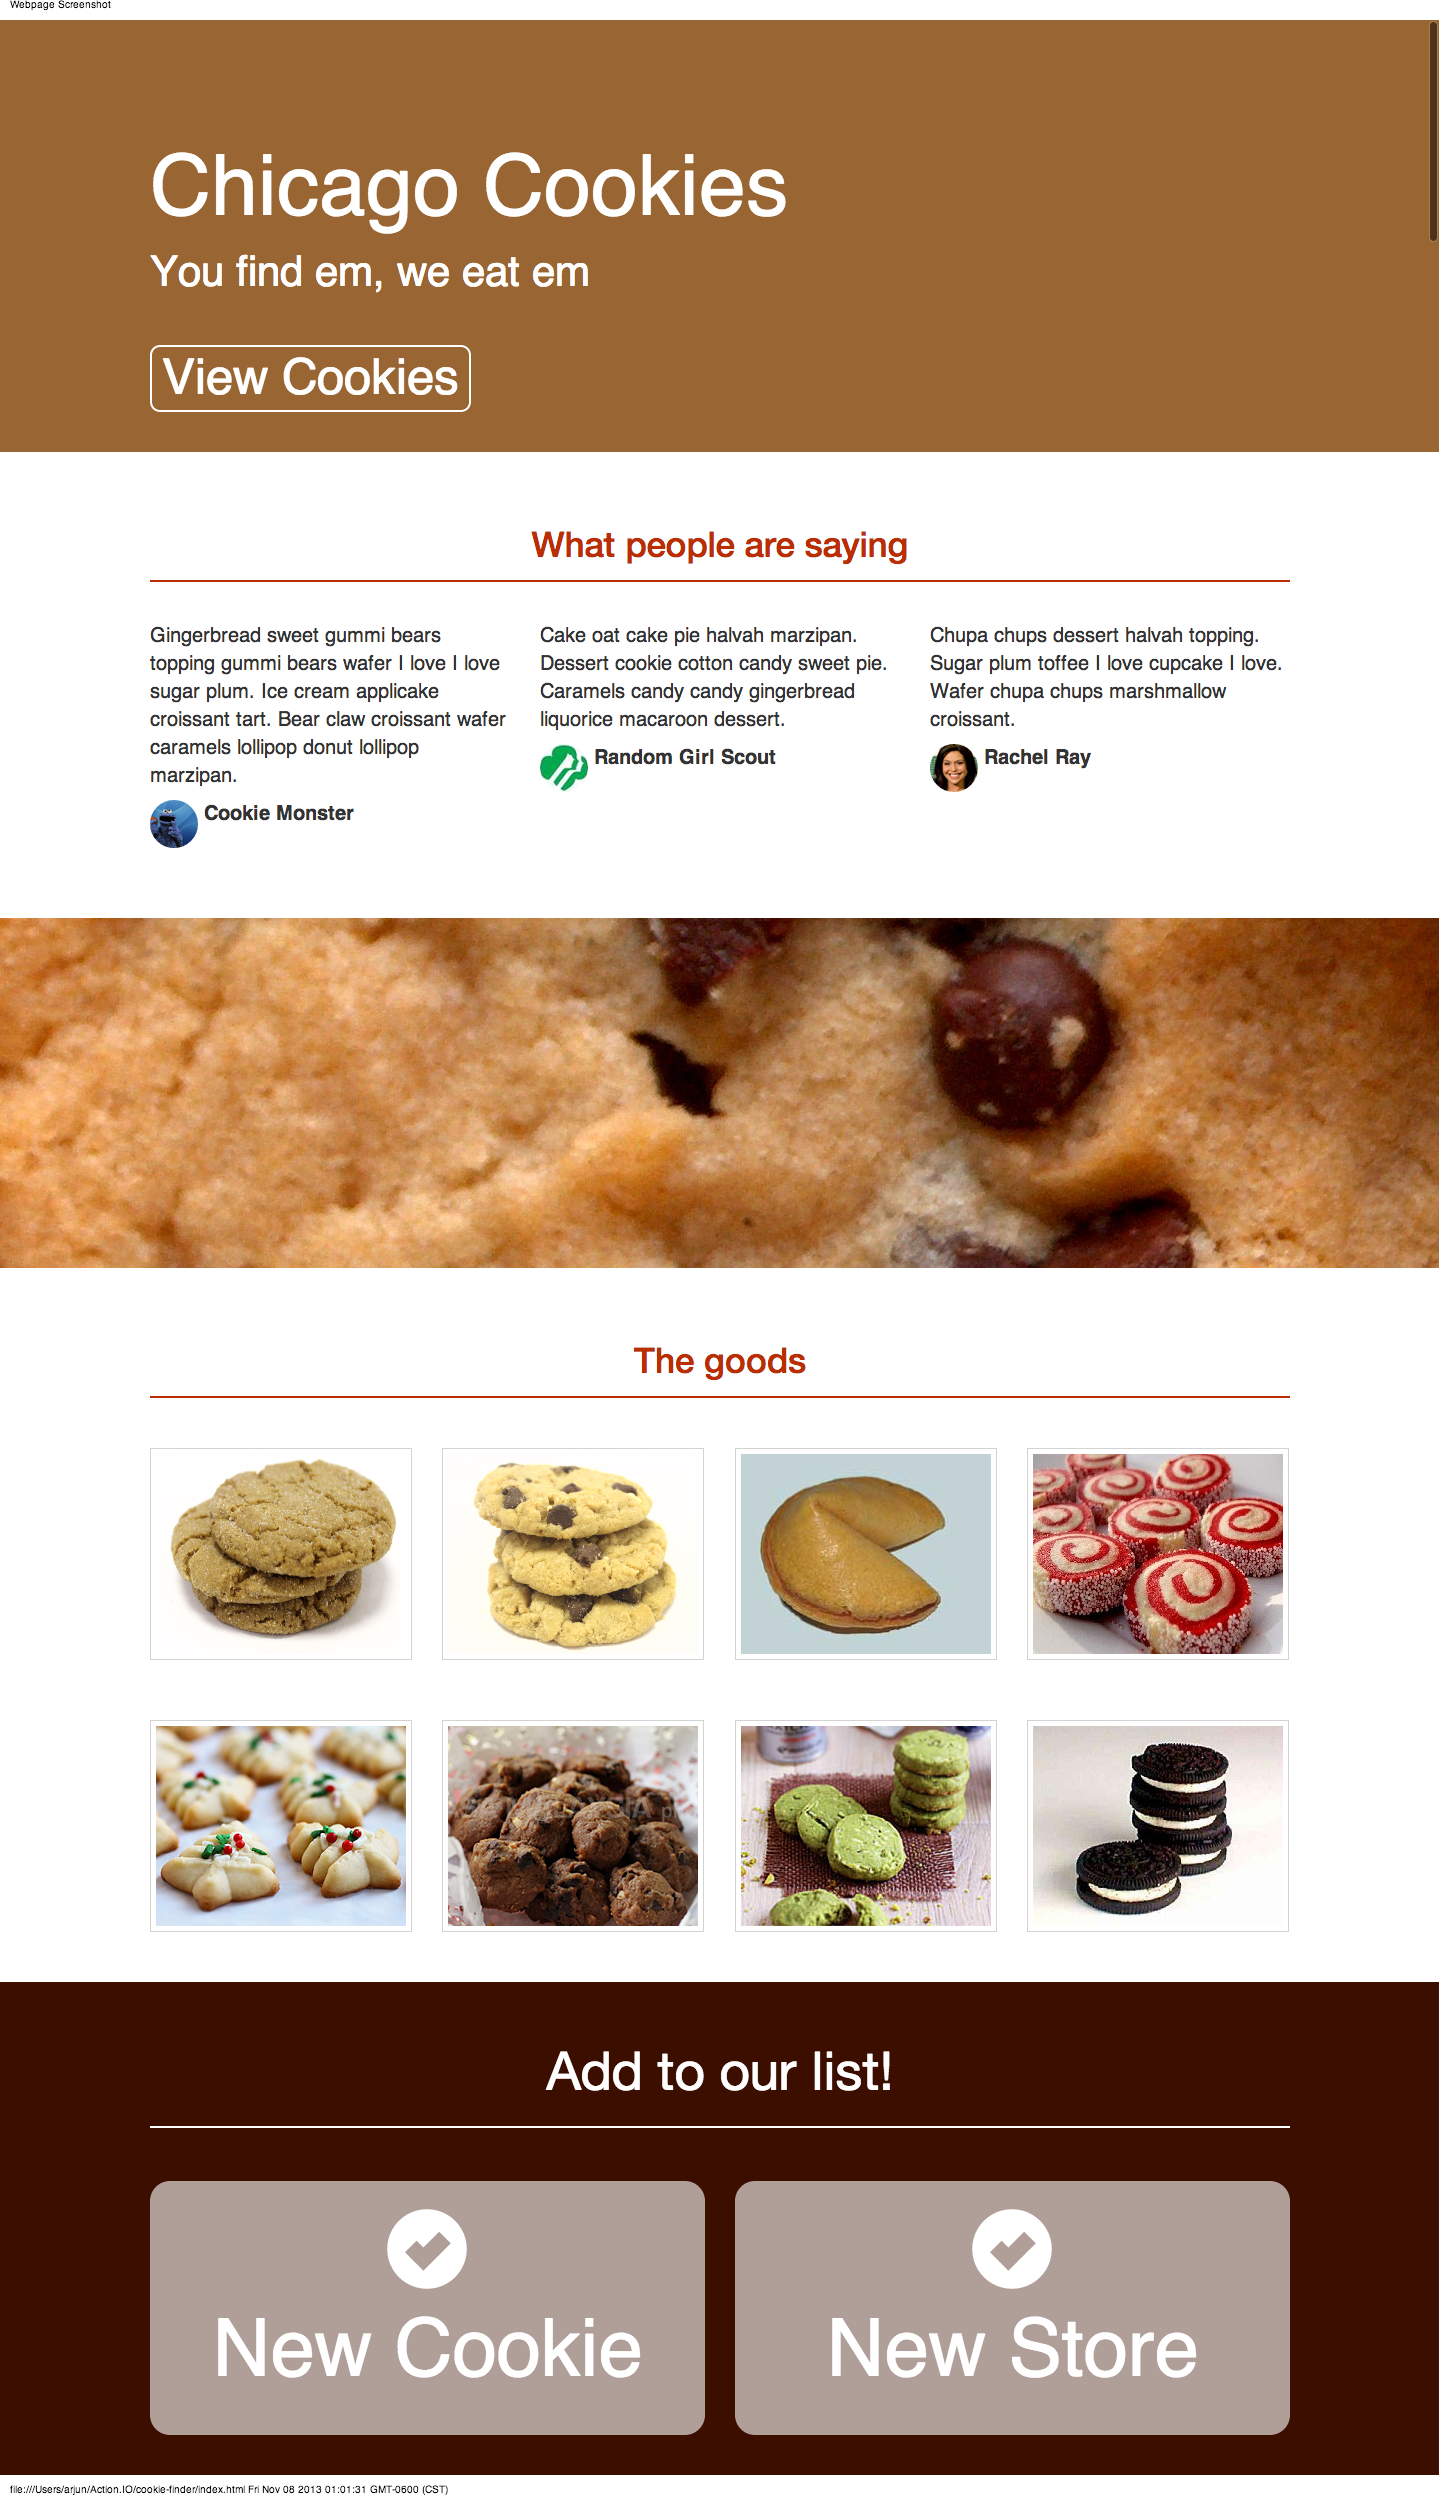 Webpage Screenshot
Chicago Cookies
You find em, we eat em
View Cookies
What people are saying
Gingerbread sweet gummi bears
topping gummi bears wafer I love I love
sugar plum. Ice cream applicake
croissant tart. Bear claw croissant wafer
caramels lollipop donut lollipop
marzipan.
Cookie Monster
Cake oat cake pie halvah marzipan.
Dessert cookie cotton candy sweet pie.
Caramels candy candy gingerbread
liquorice macaroon dessert.
Random Girl Scout
Chupa chups dessert halvah topping.
Sugar plum toffee I love cupcake I love.
Wafer chupa chups marshmallow
croissant.
Rachel Ray
The goods
Add to our list!
New Cookie
New Store
file:///Users/arjun/Action.IO/cookie-finder/index.html Fri Nov 08 2013 01:01:31 GMT-0600 (CST)